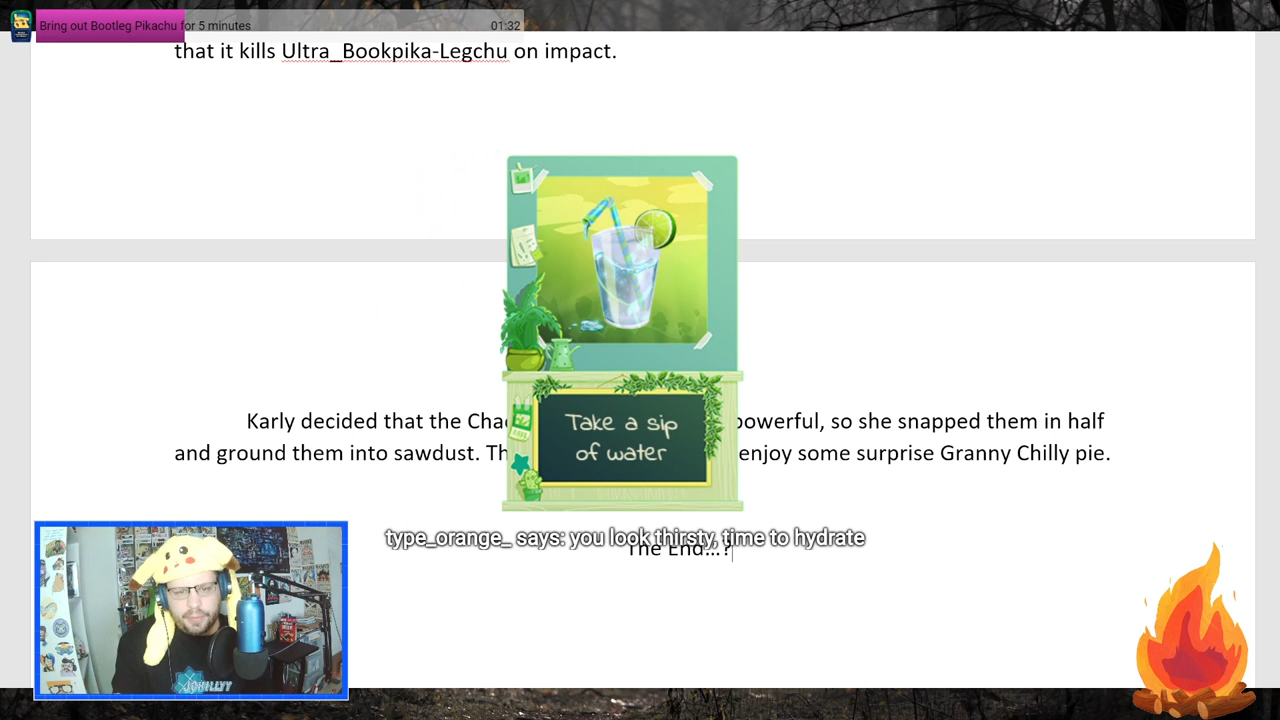 Bring out Bootleg Pikachu for 5 minutes 01:32
that it kills Ultra_Bookpika-Legchu on impact.
Karly decided that the Chao powerful, so she snapped them in half
and ground them into sawdust. Th enjoy some surprise Granny Chilly pie.
Take a sip
of water
type_orange_ says: you look thirsty, time to hydrate
The End...?